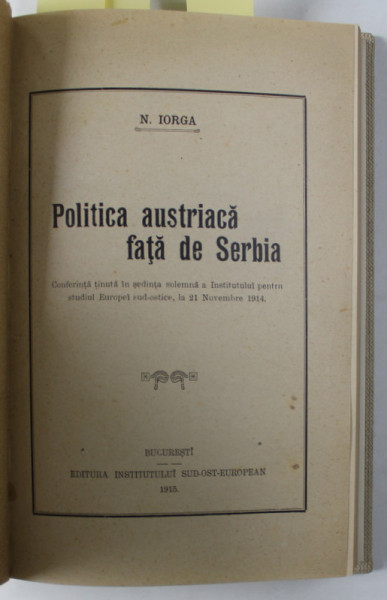 N. IORGA
Politica austriacă
față de Serbia
Conferință ținută în ședința solemnă a Institutului pentru
studiul Europei sud-ostice, la 21 Novembre 1914.
BUCUREȘTĬ
EDITURA INSTITUTULUI SUD-OST-EUROPEAN
1915.